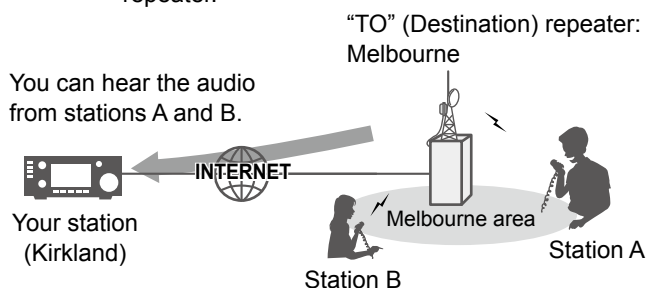 repeater.
“TO” (Destination) repeater:
Melbourne
You can hear the audio
from stations A and B.
INTERNET
Melbourne area
Your station
(Kirkland)
Station A
Station B